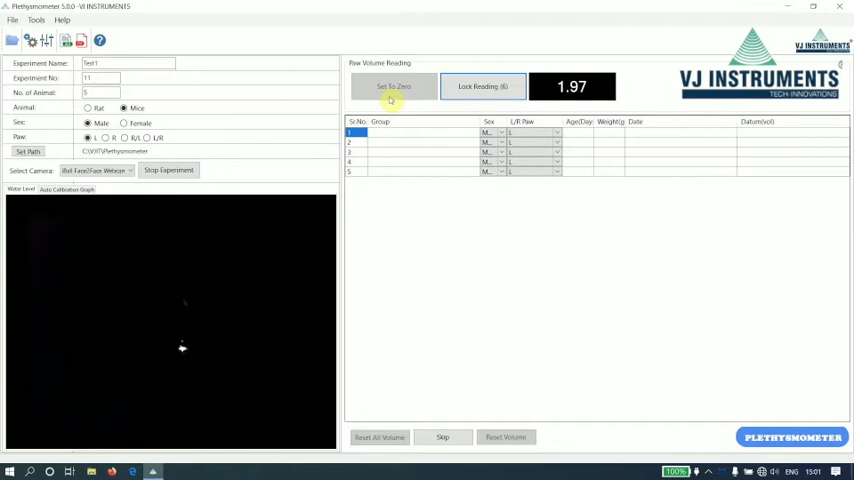 Plethysmometer 5.0.0 - VJ INSTRUMENTS
File Tools Help
Experiment Name: Test1
Experiment No: 11
No. of Animal: 5
Animal: Rat Mice
Sex: Male Female
Paw: L R R/L L/R
Set Path C:\VJIT\Plethysmometer
Select Camera: iBall Face2Face Webcan Stop Experiment
Water Level Auto Calibration Graph
Paw Volume Reading
Set To Zero Lock Reading (6) 1.97
VJ INSTRUMENTS
VJ INSTRUMENTS
TECH-INNOVATIONS
Sr.No. Group Sex L/R Paw Age(Day: Weight(g Date Datum(vol)
1 M... L
2 M... L
3 M... L
4 M... L
5 M... L
Reset All Volume Skip Reset Volume
PLETHYSMOMETER
100% ENG 15:01